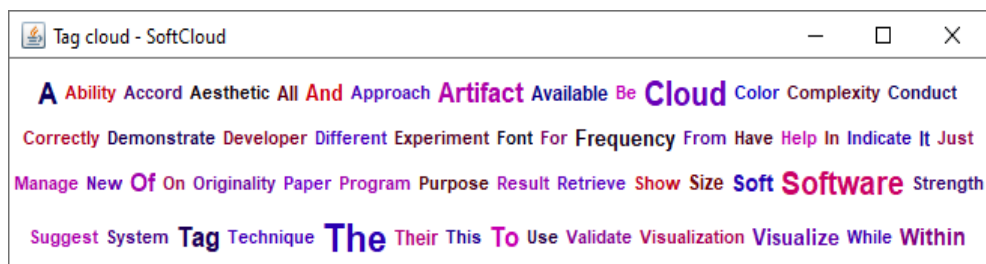 Tag cloud - SoftCloud
A Ability Accord Aesthetic All And Approach Artifact Available Be Cloud Color Complexity Conduct
Correctly Demonstrate Developer Different Experiment Font For Frequency From Have Help In Indicate It Just
Manage New Of On Originality Paper Program Purpose Result Retrieve Show Size Soft Software Strength
Suggest System Tag Technique The Their This To Use Validate Visualization Visualize While Within